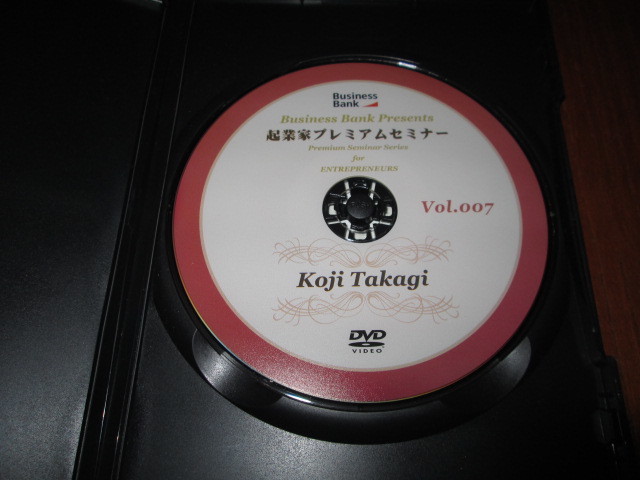 Business
Bank
Business Bank Presents
起業家プレミアムセミナー
Premium Seminar Series
for
ENTREPRENEURS
Vol.007
Koji Takagi
DVD
VIDEO